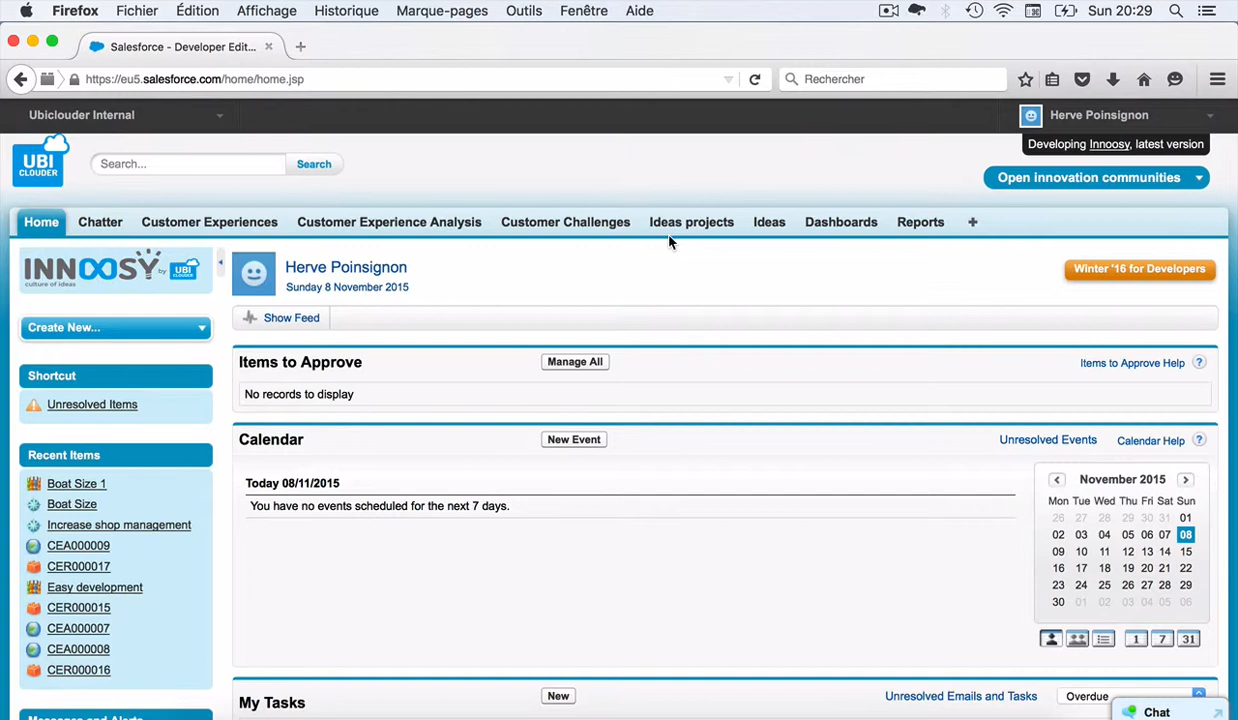 Firefox Fichier Édition Affichage Historique Marque-pages Outils Fenêtre Aide Sun 20:29
Salesforce - Developer Edit...
https://eu5.salesforce.com/home/home.jsp Rechercher
Ubiclouder Internal Herve Poinsignon
Developing Innoosy, latest version
UBI
CLOUDER
Search... Search
Open innovation communities
Home Chatter Customer Experiences Customer Experience Analysis Customer Challenges Ideas projects Ideas Dashboards Reports
INNOOSY by UBI
culture of ideas
Herve Poinsignon
Sunday 8 November 2015
Winter '16 for Developers
Create New...
Show Feed
Items to Approve Manage All Items to Approve Help ?
No records to display
Shortcut
Unresolved Items
Calendar New Event Unresolved Events Calendar Help ?
Today 08/11/2015
You have no events scheduled for the next 7 days.
November 2015
Mon Tue Wed Thu Fri Sat Sun
26 27 28 29 30 31 01
02 03 04 05 06 07 08
09 10 11 12 13 14 15
16 17 18 19 20 21 22
23 24 25 26 27 28 29
30 01 02 03 04 05 06
1 7 31
Recent Items
Boat Size 1
Boat Size
Increase shop management
CEA000009
CER000017
Easy development
CER000015
CEA000007
CEA000008
CER000016
Messages and Alerts
My Tasks New Unresolved Emails and Tasks Overdue
Chat